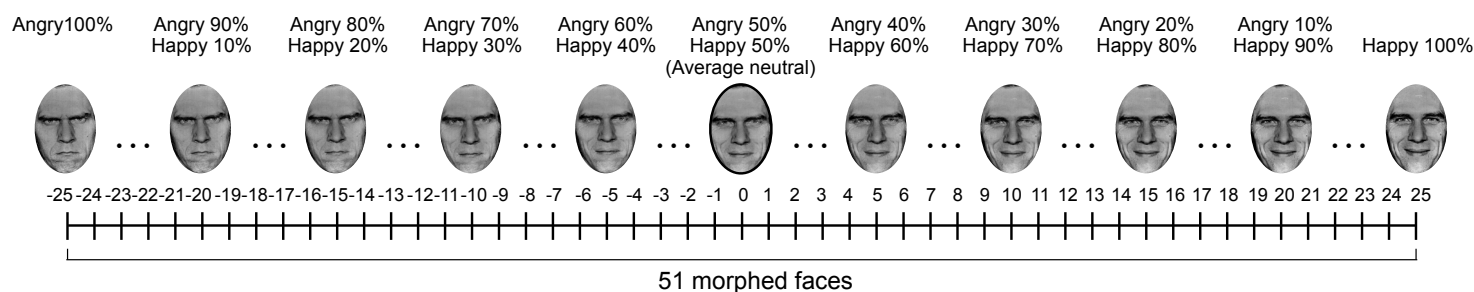 Angry100%
Angry 90%
Happy 10%
Angry 80%
Happy 20%
Angry 70%
Happy 30%
Angry 60%
Happy 40%
Angry 50%
Happy 50%
(Average neutral)
Angry 40%
Happy 60%
Angry 30%
Happy 70%
Angry 20%
Happy 80%
Angry 10%
Happy 90%
Happy 100%
-25 -24 -23 -22 -21 -20 -19 -18 -17 -16 -15 -14 -13 -12 -11 -10 -9 -8 -7 -6 -5 -4 -3 -2 -1 0 1 2 3 4 5 6 7 8 9 10 11 12 13 14 15 16 17 18 19 20 21 22 23 24 25
51 morphed faces